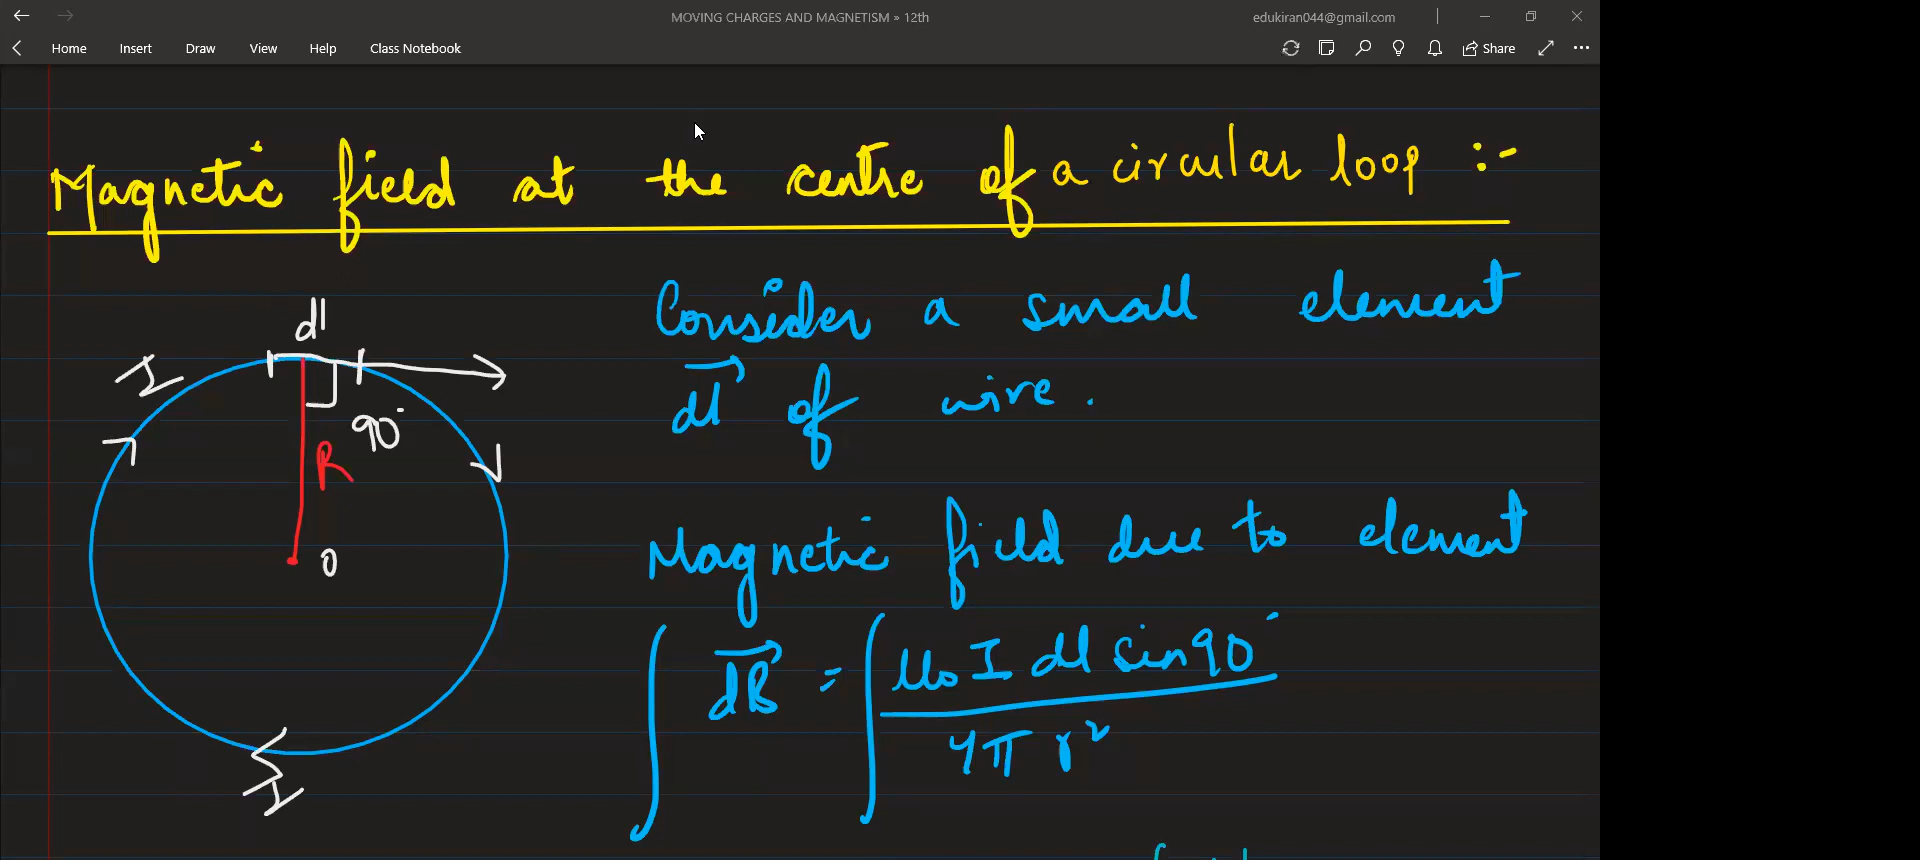 MOVING CHARGES AND MAGNETISM » 12th
edukiran044@gmail.com
Home Insert Draw View Help Class Notebook
Share
Magnetic field at the centre of a circular loop :-
dl
I
90°
R
O
I
Consider a small element
dl of wire.
Magnetic field due to element
∫ dB = ∫ μ₀ I dl sin90°
4π r²